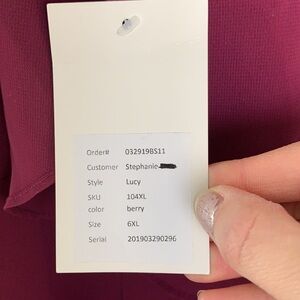 Order# 032919BS11
Customer Stephanie
Style Lucy
SKU 104XL
color berry
Size 6XL
Serial 201903290296